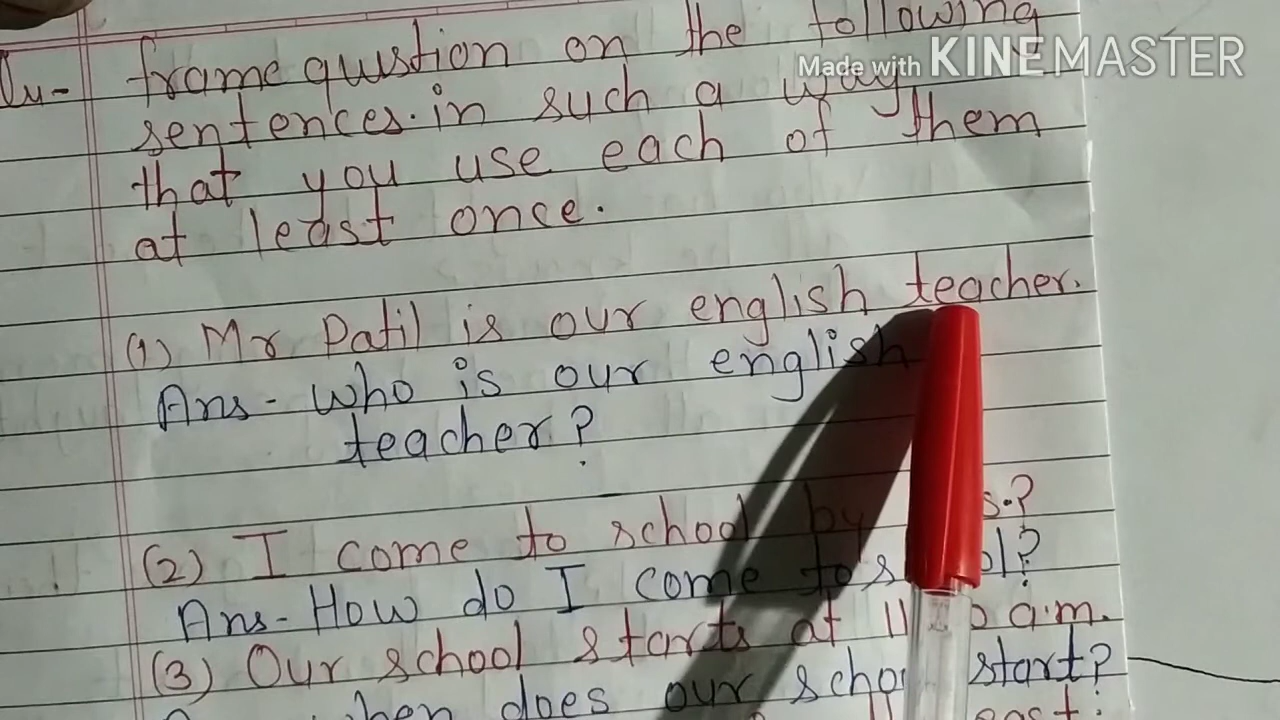 Qu- frame qustion on the following
Made with KINEMASTER
sentences. in such a way
that you use each of them
at least once.
(1) Mr Patil is our english teacher.
Ans- who is our english
teacher?
(2) I come to school by s.?
Ans- How do I come to s ol?
(3) Our school starts at 11 a.m.
when does our school start?